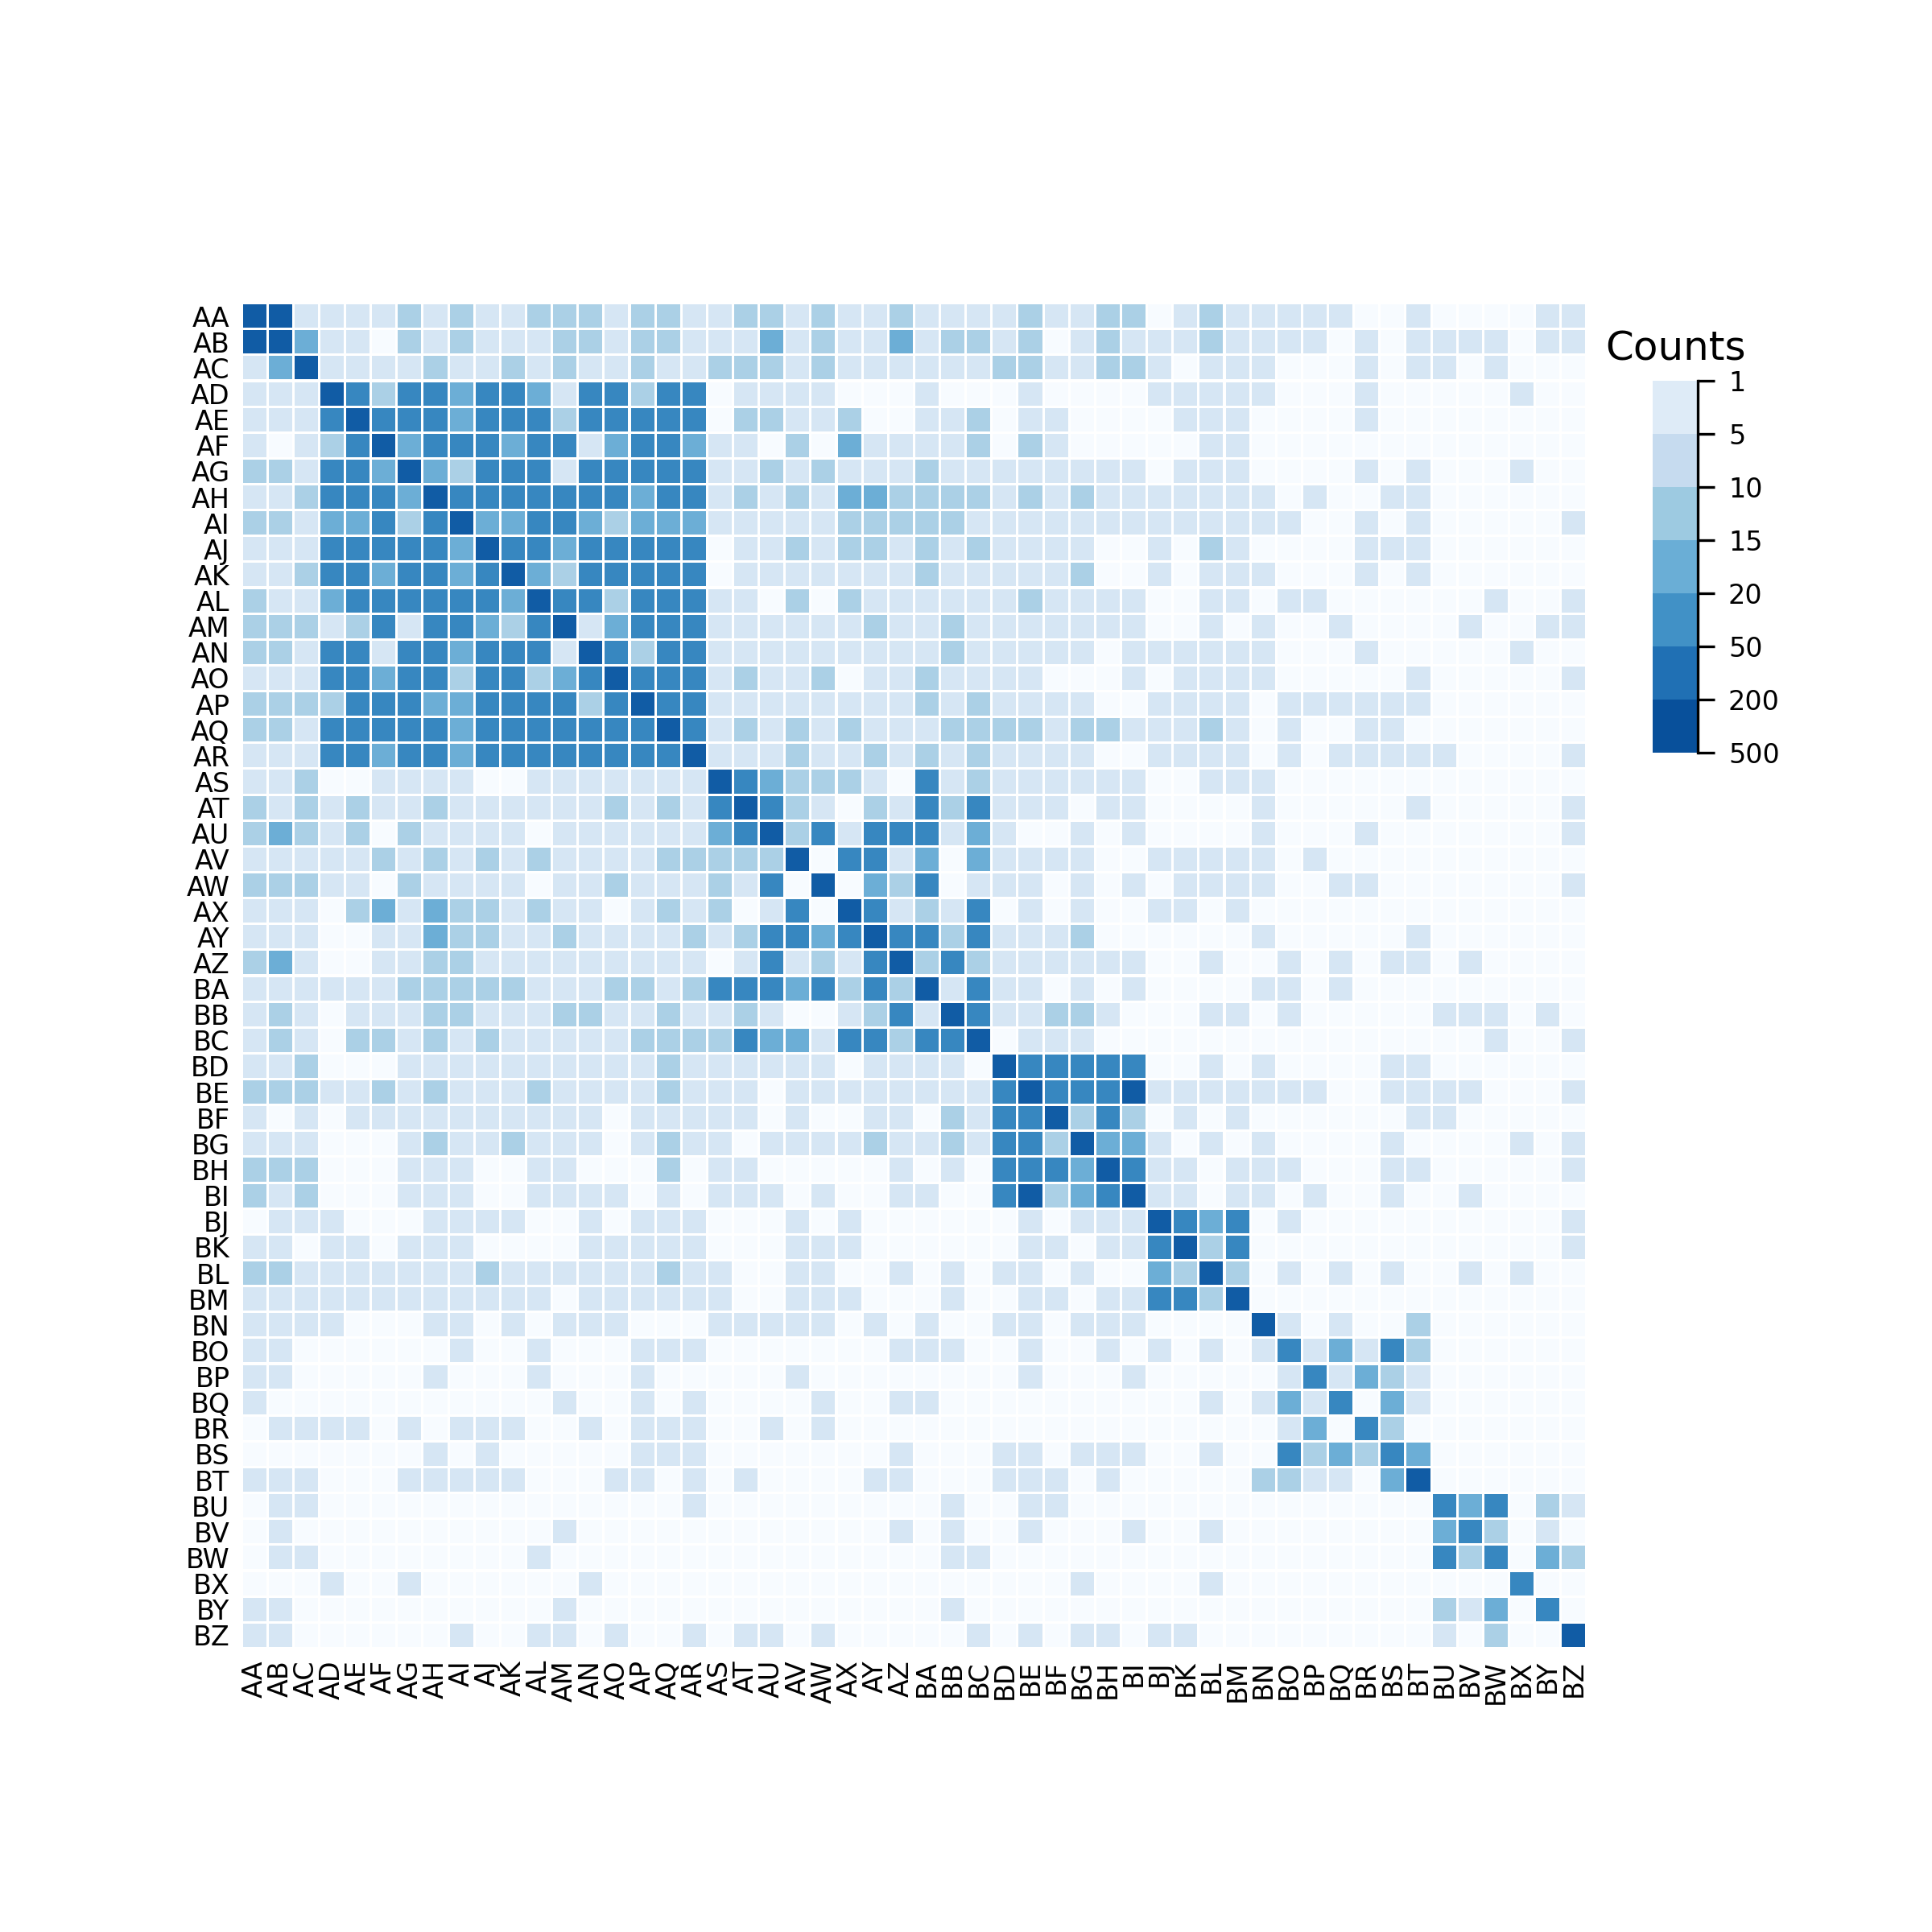 Counts
1
5
10
15
20
50
200
500
AA
AB
AC
AD
AE
AF
AG
AH
AI
AJ
AK
AL
AM
AN
AO
AP
AQ
AR
AS
AT
AU
AV
AW
AX
AY
AZ
BA
BB
BC
BD
BE
BF
BG
BH
BI
BJ
BK
BL
BM
BN
BO
BP
BQ
BR
BS
BT
BU
BV
BW
BX
BY
BZ
AA AB AC AD AE AF AG AH AI AJ AK AL AM AN AO AP AQ AR AS AT AU AV AW AX AY AZ BA BB BC BD BE BF BG BH BI BJ BK BL BM BN BO BP BQ BR BS BT BU BV BW BX BY BZ